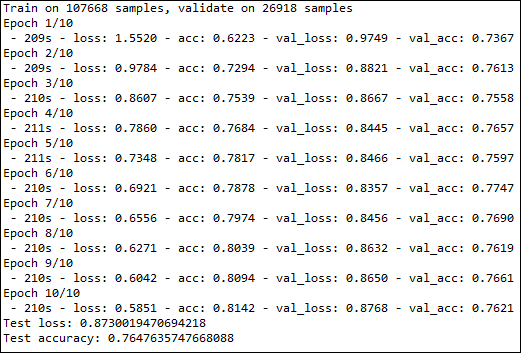 Train on 107668 samples, validate on 26918 samples
Epoch 1/10
- 209s - loss: 1.5520 - acc: 0.6223 - val_loss: 0.9749 - val_acc: 0.7367
Epoch 2/10
- 209s - loss: 0.9784 - acc: 0.7294 - val_loss: 0.8821 - val_acc: 0.7613
Epoch 3/10
- 210s - loss: 0.8607 - acc: 0.7539 - val_loss: 0.8667 - val_acc: 0.7558
Epoch 4/10
- 211s - loss: 0.7860 - acc: 0.7684 - val_loss: 0.8445 - val_acc: 0.7657
Epoch 5/10
- 211s - loss: 0.7348 - acc: 0.7817 - val_loss: 0.8466 - val_acc: 0.7597
Epoch 6/10
- 210s - loss: 0.6921 - acc: 0.7878 - val_loss: 0.8357 - val_acc: 0.7747
Epoch 7/10
- 210s - loss: 0.6556 - acc: 0.7974 - val_loss: 0.8456 - val_acc: 0.7690
Epoch 8/10
- 210s - loss: 0.6271 - acc: 0.8039 - val_loss: 0.8632 - val_acc: 0.7619
Epoch 9/10
- 210s - loss: 0.6042 - acc: 0.8094 - val_loss: 0.8650 - val_acc: 0.7661
Epoch 10/10
- 210s - loss: 0.5851 - acc: 0.8142 - val_loss: 0.8768 - val_acc: 0.7621
Test loss: 0.8730019470694218
Test accuracy: 0.7647635747668088